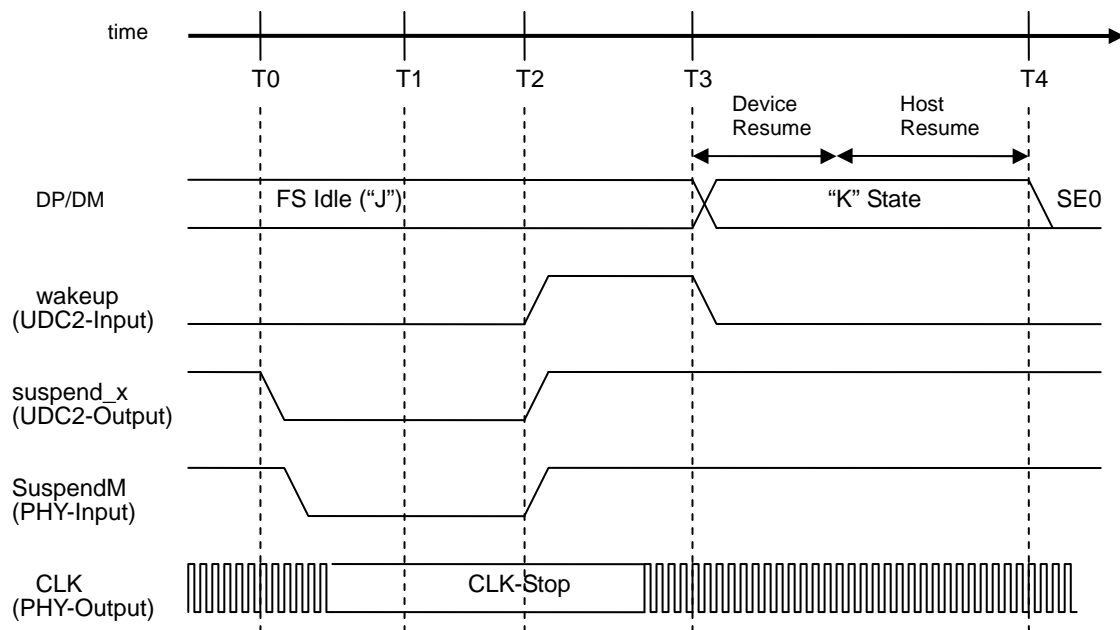 time
T0 T1 T2 T3 T4
Device Resume
Host Resume
DP/DM
FS Idle (“J”)
“K” State
SE0
wakeup
(UDC2-Input)
suspend_x
(UDC2-Output)
SuspendM
(PHY-Input)
CLK
(PHY-Output)
CLK-Stop